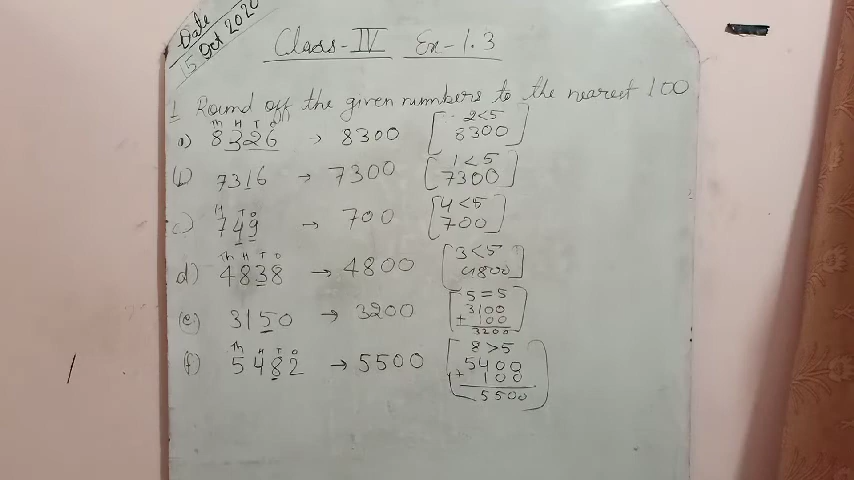 Date
15 Oct 2020
Class-IV Ex-1.3
1 Round off the given numbers to the nearest 100
Th H T O
a) 8326 → 8300 [2<5
8300]
b) 7316 → 7300 [1<5
7300]
H T O
c) 749 → 700 [4<5
700]
Th H T O
d) 4838 → 4800 [3<5
4800]
(e) 3150 → 3200 [5=5
3100
+ 100
3200]
Th H T O
(f) 5482 → 5500 [8>5
5400
+ 100
5500]